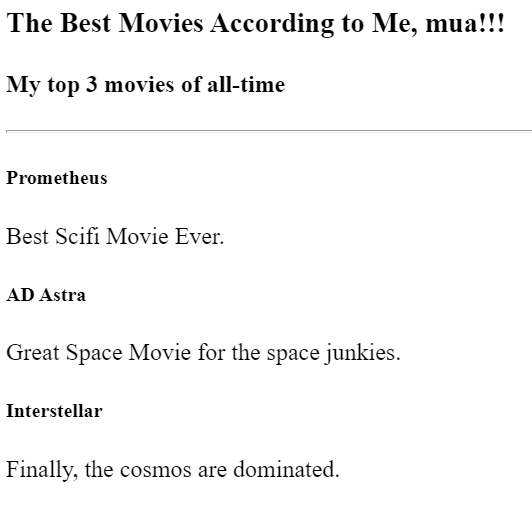 The Best Movies According to Me, mua!!!
My top 3 movies of all-time
Prometheus
Best Scifi Movie Ever.
AD Astra
Great Space Movie for the space junkies.
Interstellar
Finally, the cosmos are dominated.